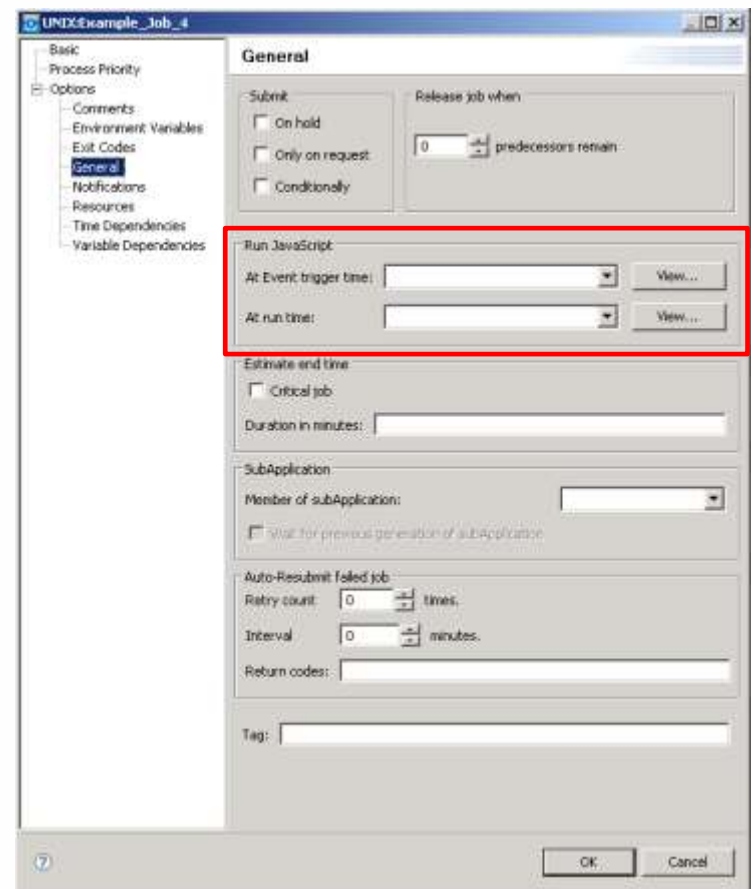 UNIX:Example_Job_4
Basic
Process Priority
Options
Comments
Environment Variables
Exit Codes
General
Notifications
Resources
Time Dependencies
Variable Dependencies
General
Submit
On hold
Only on request
Conditionally
Release job when
0 predecessors remain
Run JavaScript
At Event trigger time: View...
At run time: View...
Estimate end time
Critical job
Duration in minutes:
SubApplication
Member of subApplication:
Wait for previous generation of subApplication
Auto-Resubmit failed job
Retry count 0 times.
Interval 0 minutes.
Return codes:
Tag:
? OK Cancel